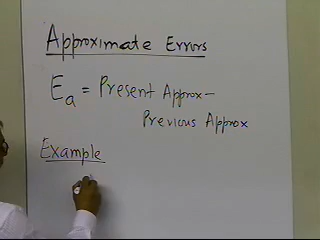 Approximate Errors
Ea = Present Approx -
Previous Approx
Example